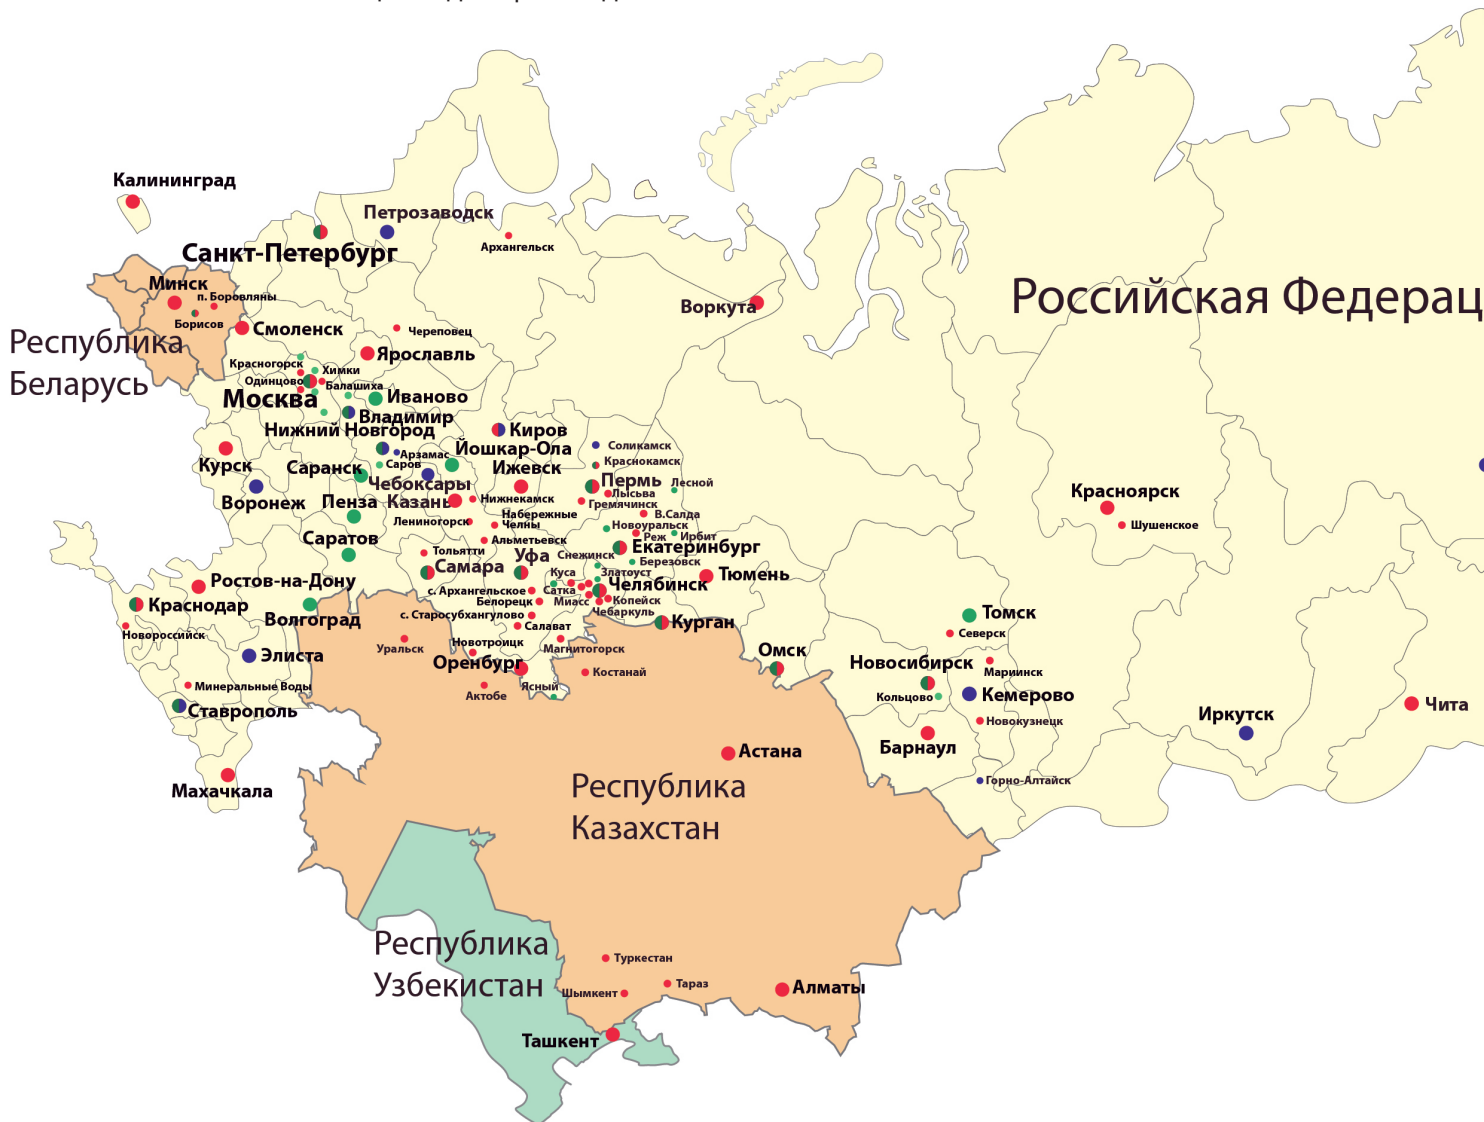 Калининград
Петрозаводск
Санкт-Петербург
Архангельск
Минск
п. Боровляны
Борисов
Воркута
Российская Федерац
Республика
Беларусь
Смоленск
Череповец
Ярославль
Красногорск
Химки
Одинцово
Балашиха
Москва
Иваново
Владимир
Нижний Новгород
Киров
Соликамск
Арзамас
Йошкар-Ола
Курск
Саранск
Саров
Ижевск
Краснокамск
Чебоксары
Пермь
Лесной
Воронеж
Пенза
Казань
Нижнекамск
Лысьва
Гремячинск
Красноярск
Шушенское
Лениногорск
Набережные
Челны
В.Салда
Новоуральск
Реж
Ирбит
Саратов
Альметьевск
Екатеринбург
Тольятти
Самара
Уфа
Снежинск
Березовск
Куса
Златоуст
Тюмень
Ростов-на-Дону
с. Архангельское
Сатка
Челябинск
Краснодар
Белорецк
Миасс
Копейск
Чебаркуль
Волгоград
с. Старосубхангулово
Курган
Томск
Новороссийск
Салават
Северск
Уральск
Новотроицк
Магнитогорск
Элиста
Оренбург
Омск
Новосибирск
Мариинск
Костанай
Минеральные Воды
Актобе
Ясный
Кольцово
Кемерово
Ставрополь
Новокузнецк
Иркутск
Чита
Барнаул
Астана
Горно-Алтайск
Махачкала
Республика
Казахстан
Республика
Узбекистан
Туркестан
Шымкент
Тараз
Алматы
Ташкент